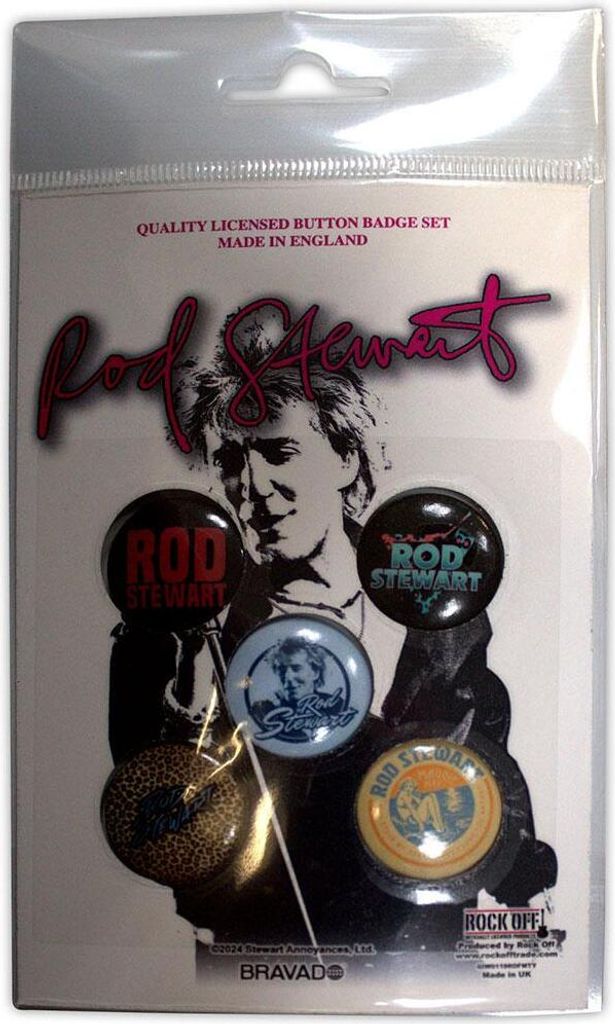 QUALITY LICENSED BUTTON BADGE SET
MADE IN ENGLAND
Rod Stewart
ROD
STEWART
ROD
STEWART
Rod
Stewart
ROD
STEWART
ROD STEWART
ROCK OFF!
©2024 Stewart Annoyances, Ltd.
BRAVADO
Produced by Rock Off
www.rockofftrade.com
Made in UK